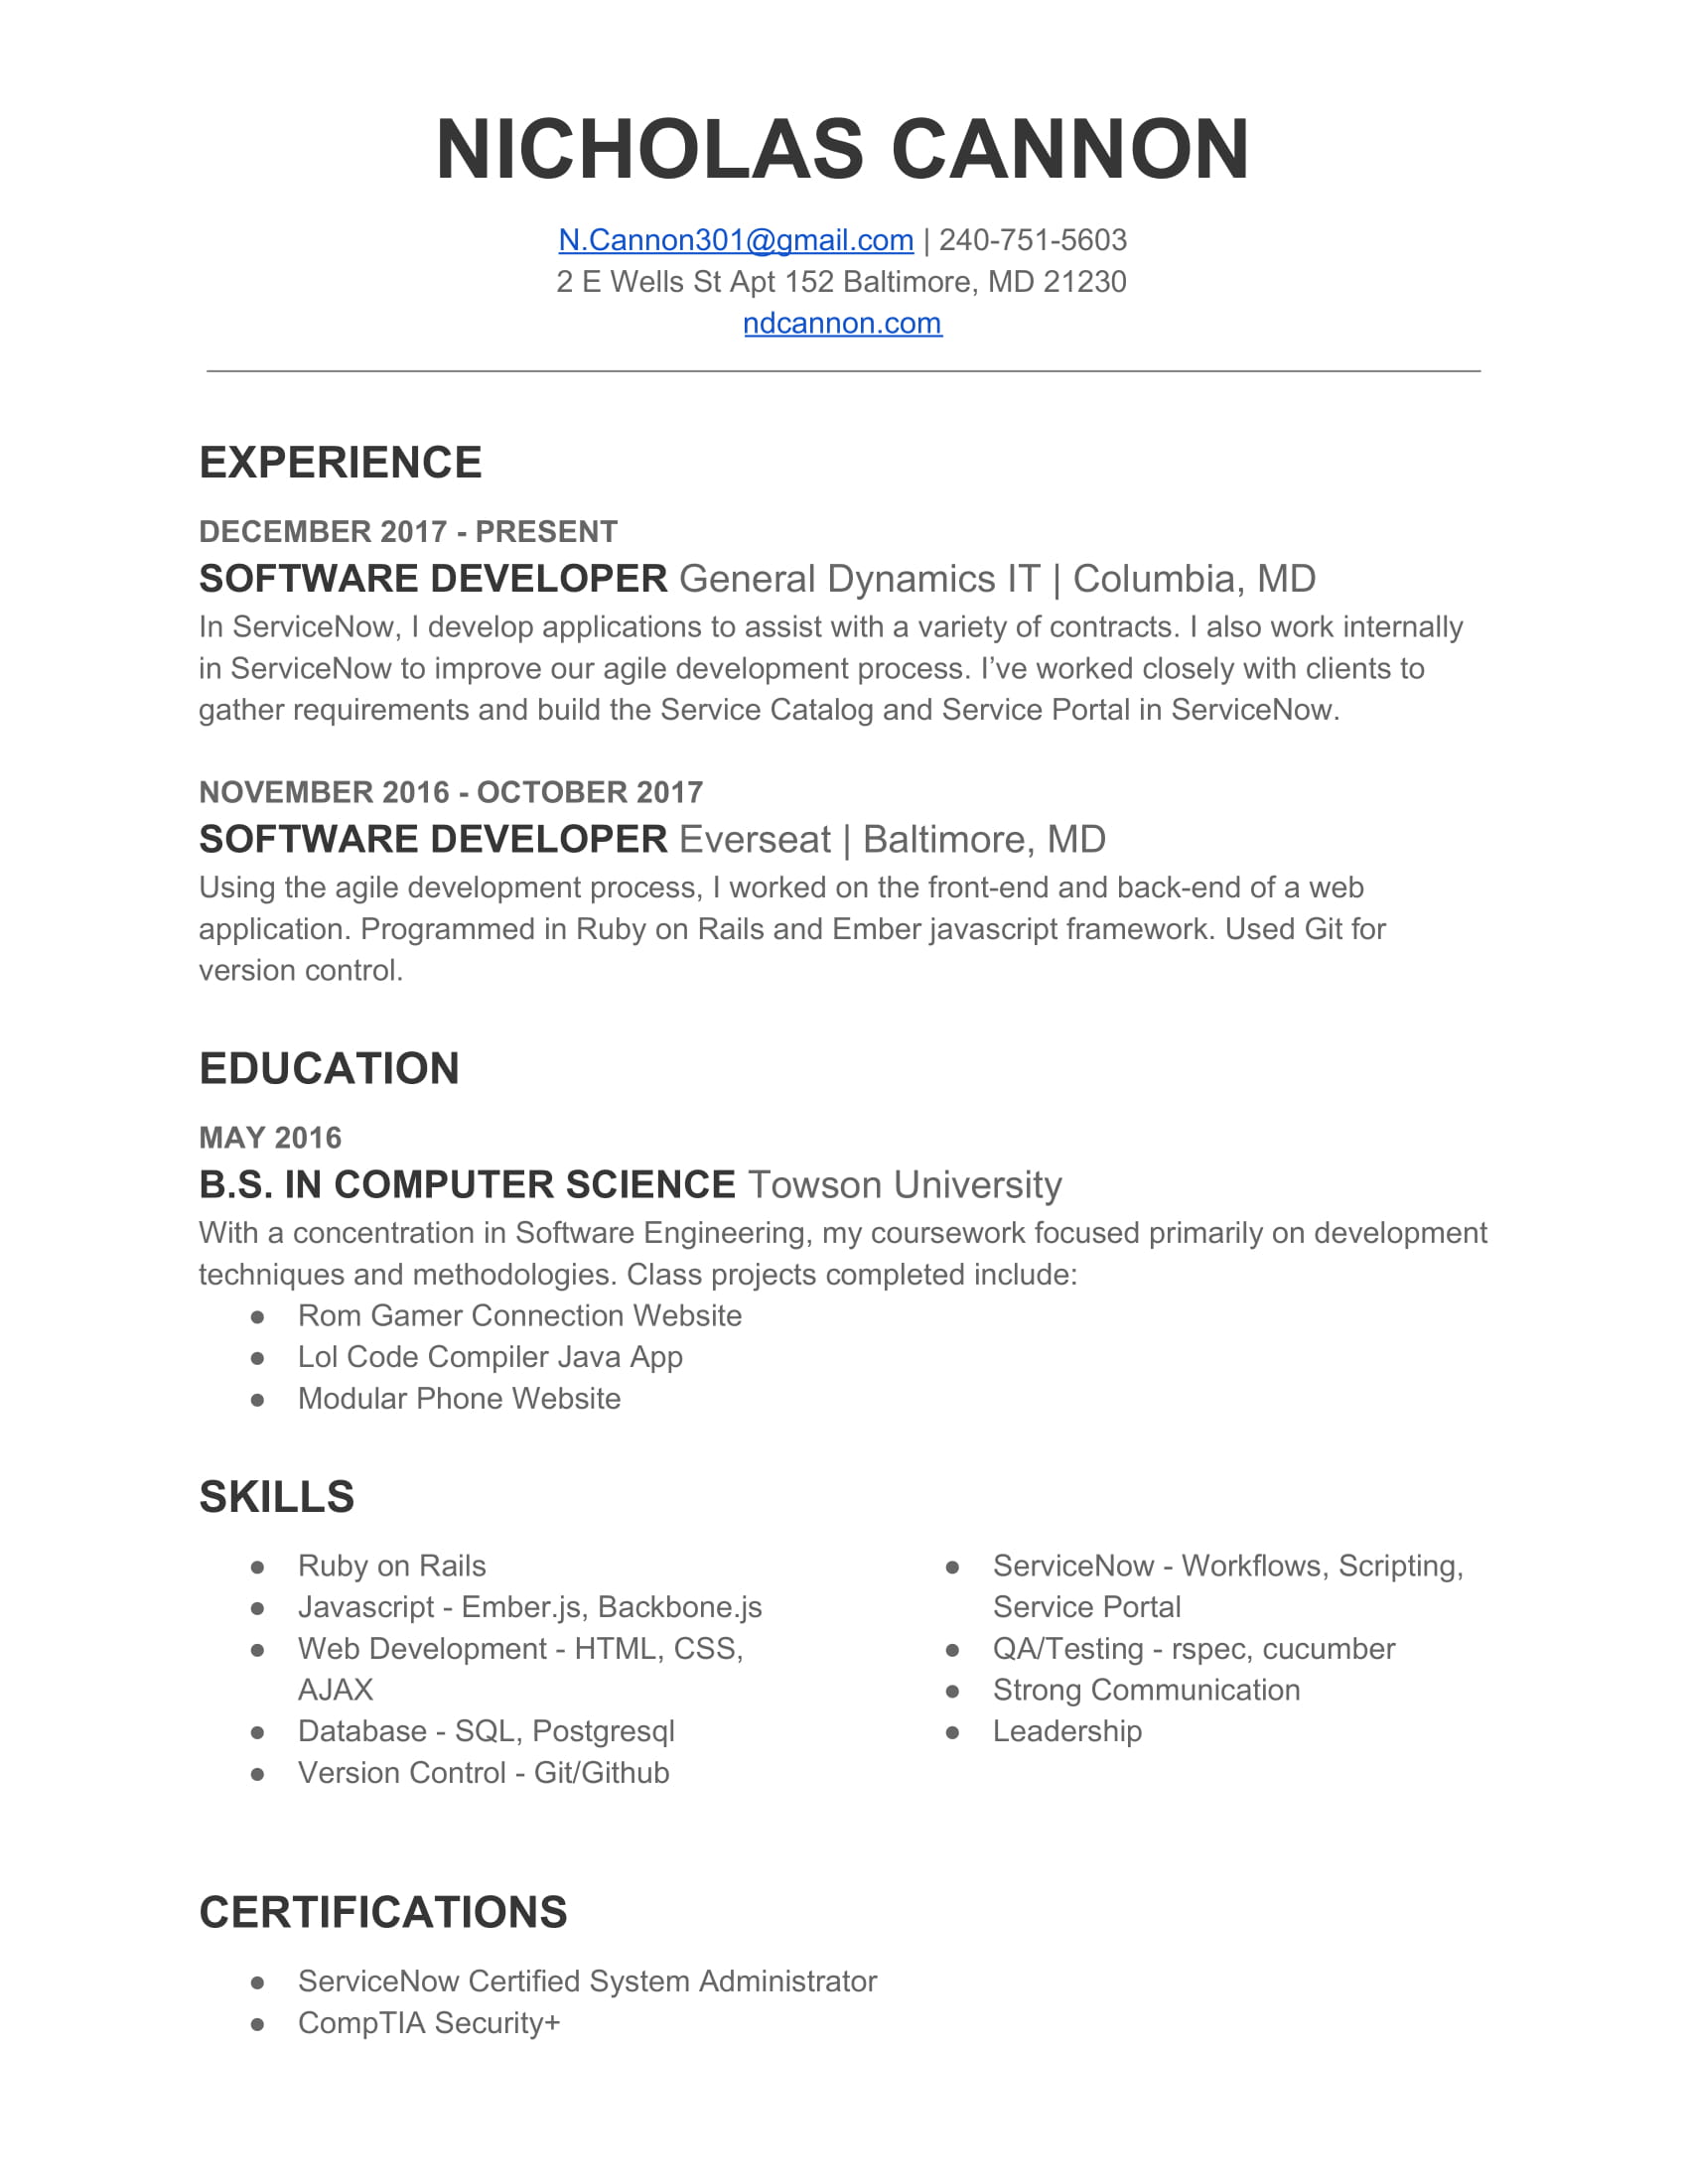 NICHOLAS CANNON
N.Cannon301@gmail.com | 240-751-5603
2 E Wells St Apt 152 Baltimore, MD 21230
ndcannon.com
EXPERIENCE
DECEMBER 2017 - PRESENT
SOFTWARE DEVELOPER General Dynamics IT | Columbia, MD
In ServiceNow, I develop applications to assist with a variety of contracts. I also work internally
in ServiceNow to improve our agile development process. I’ve worked closely with clients to
gather requirements and build the Service Catalog and Service Portal in ServiceNow.
NOVEMBER 2016 - OCTOBER 2017
SOFTWARE DEVELOPER Everseat | Baltimore, MD
Using the agile development process, I worked on the front-end and back-end of a web
application. Programmed in Ruby on Rails and Ember javascript framework. Used Git for
version control.
EDUCATION
MAY 2016
B.S. IN COMPUTER SCIENCE Towson University
With a concentration in Software Engineering, my coursework focused primarily on development
techniques and methodologies. Class projects completed include:
● Rom Gamer Connection Website
● Lol Code Compiler Java App
● Modular Phone Website
SKILLS
● Ruby on Rails
● Javascript - Ember.js, Backbone.js
● Web Development - HTML, CSS,
AJAX
● Database - SQL, Postgresql
● Version Control - Git/Github
● ServiceNow - Workflows, Scripting,
Service Portal
● QA/Testing - rspec, cucumber
● Strong Communication
● Leadership
CERTIFICATIONS
● ServiceNow Certified System Administrator
● CompTIA Security+